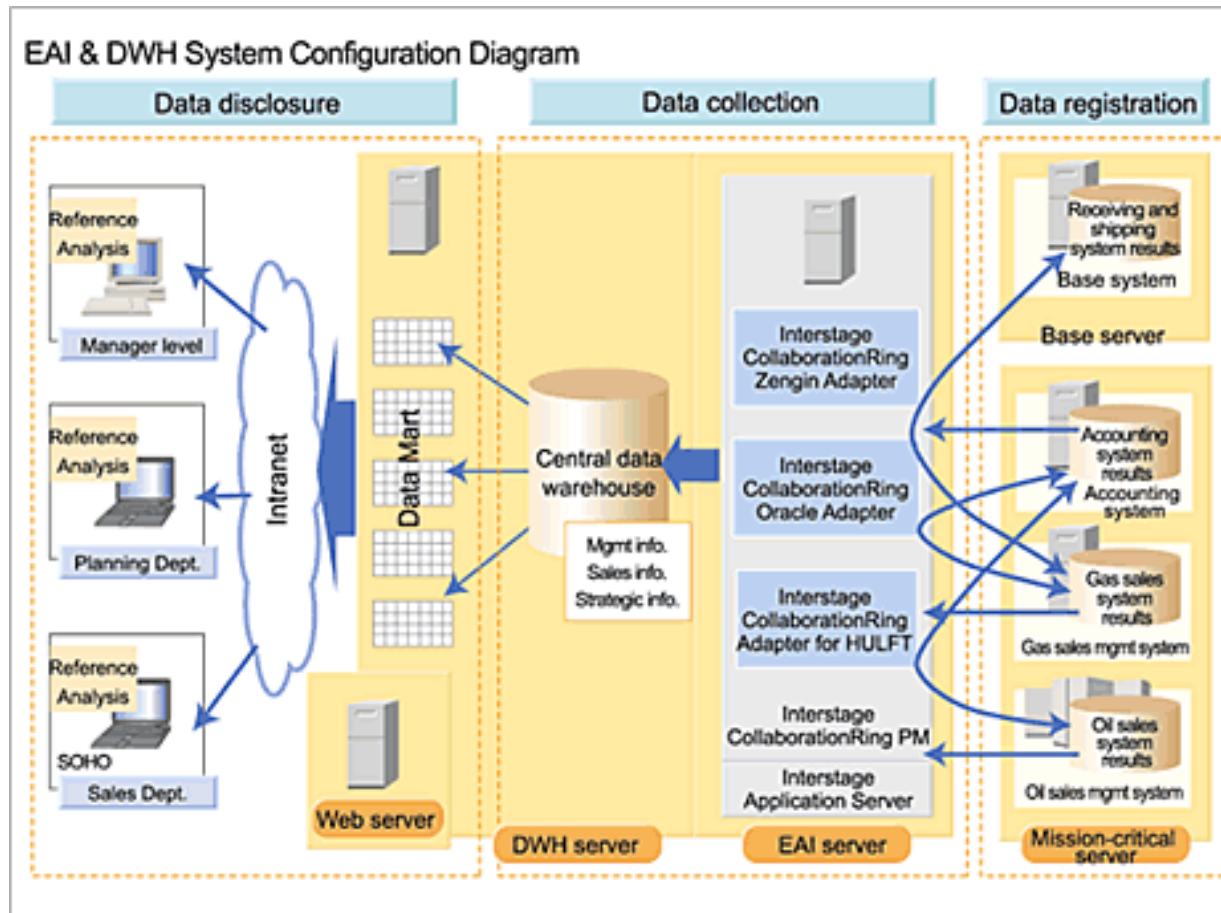 EAI & DWH System Configuration Diagram
Data disclosure
Data collection
Data registration
Reference
Analysis
Manager level
Reference
Analysis
Planning Dept.
Reference
Analysis
SOHO
Sales Dept.
Intranet
Data Mart
Web server
Central data
warehouse
Mgmt info.
Sales info.
Strategic info.
DWH server
Interstage
CollaborationRing
Zengin Adapter
Interstage
CollaborationRing
Oracle Adapter
Interstage
CollaborationRing
Adapter for HULFT
Interstage
CollaborationRing PM
Interstage
Application Server
EAI server
Receiving and
shipping
system results
Base system
Base server
Accounting
system
results
Accounting
system
Gas sales
system
results
Gas sales mgmt system
Oil sales
system
results
Oil sales mgmt system
Mission-critical
server